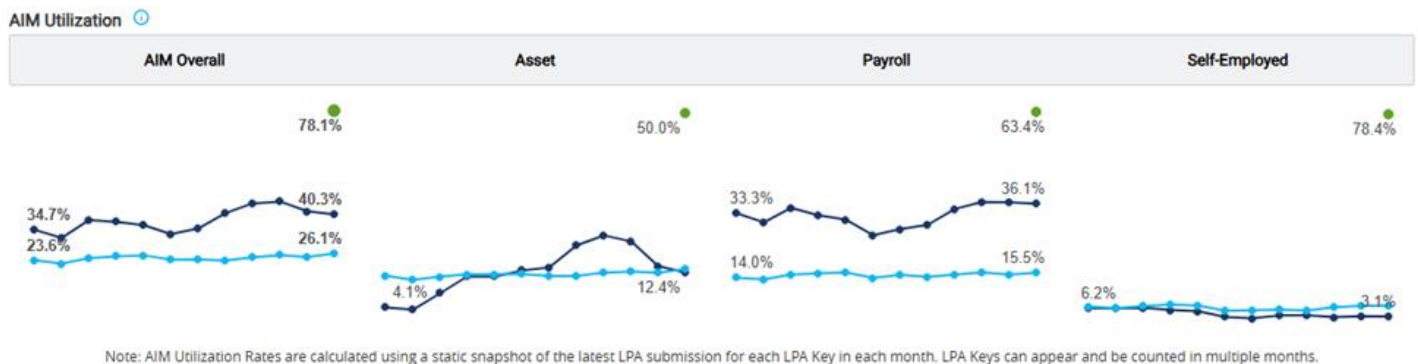 AIM Utilization
AIM Overall Asset Payroll Self-Employed
78.1% 50.0% 63.4% 78.4%
34.7% 40.3% 33.3% 36.1%
23.6% 26.1% 4.1% 12.4% 14.0% 15.5% 6.2% 3.1%
Note: AIM Utilization Rates are calculated using a static snapshot of the latest LPA submission for each LPA Key in each month. LPA Keys can appear and be counted in multiple months.